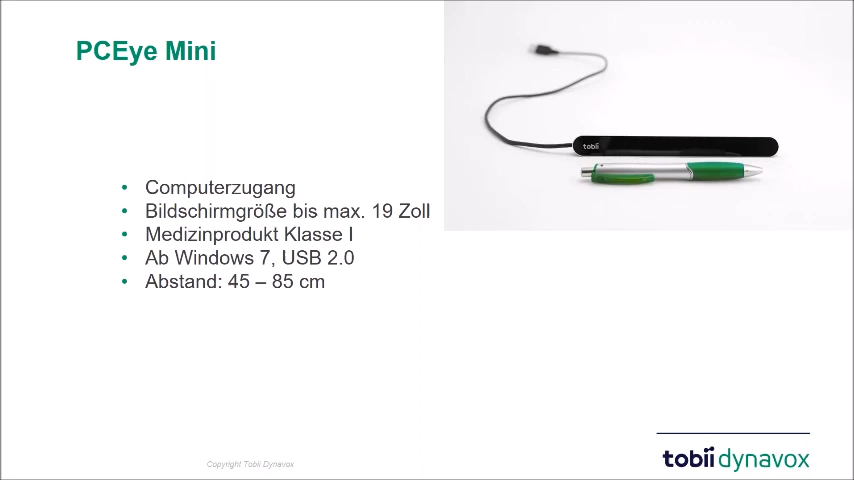 PCEye Mini
tobii
• Computerzugang
• Bildschirmgröße bis max. 19 Zoll
• Medizinprodukt Klasse I
• Ab Windows 7, USB 2.0
• Abstand: 45 – 85 cm
Copyright Tobii Dynavox
tobii dynavox